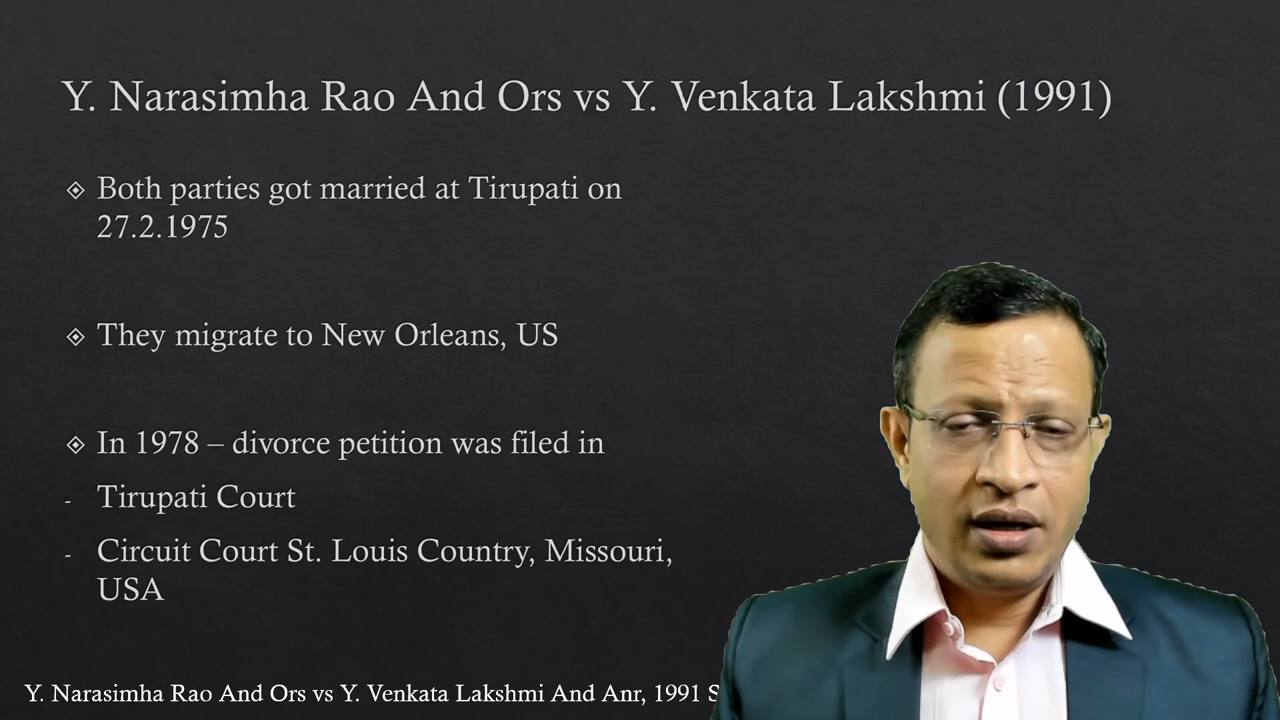 Y. Narasimha Rao And Ors vs Y. Venkata Lakshmi (1991)
Both parties got married at Tirupati on
27.2.1975
They migrate to New Orleans, US
In 1978 – divorce petition was filed in
- Tirupati Court
- Circuit Court St. Louis Country, Missouri,
USA
Y. Narasimha Rao And Ors vs Y. Venkata Lakshmi And Anr, 1991 S